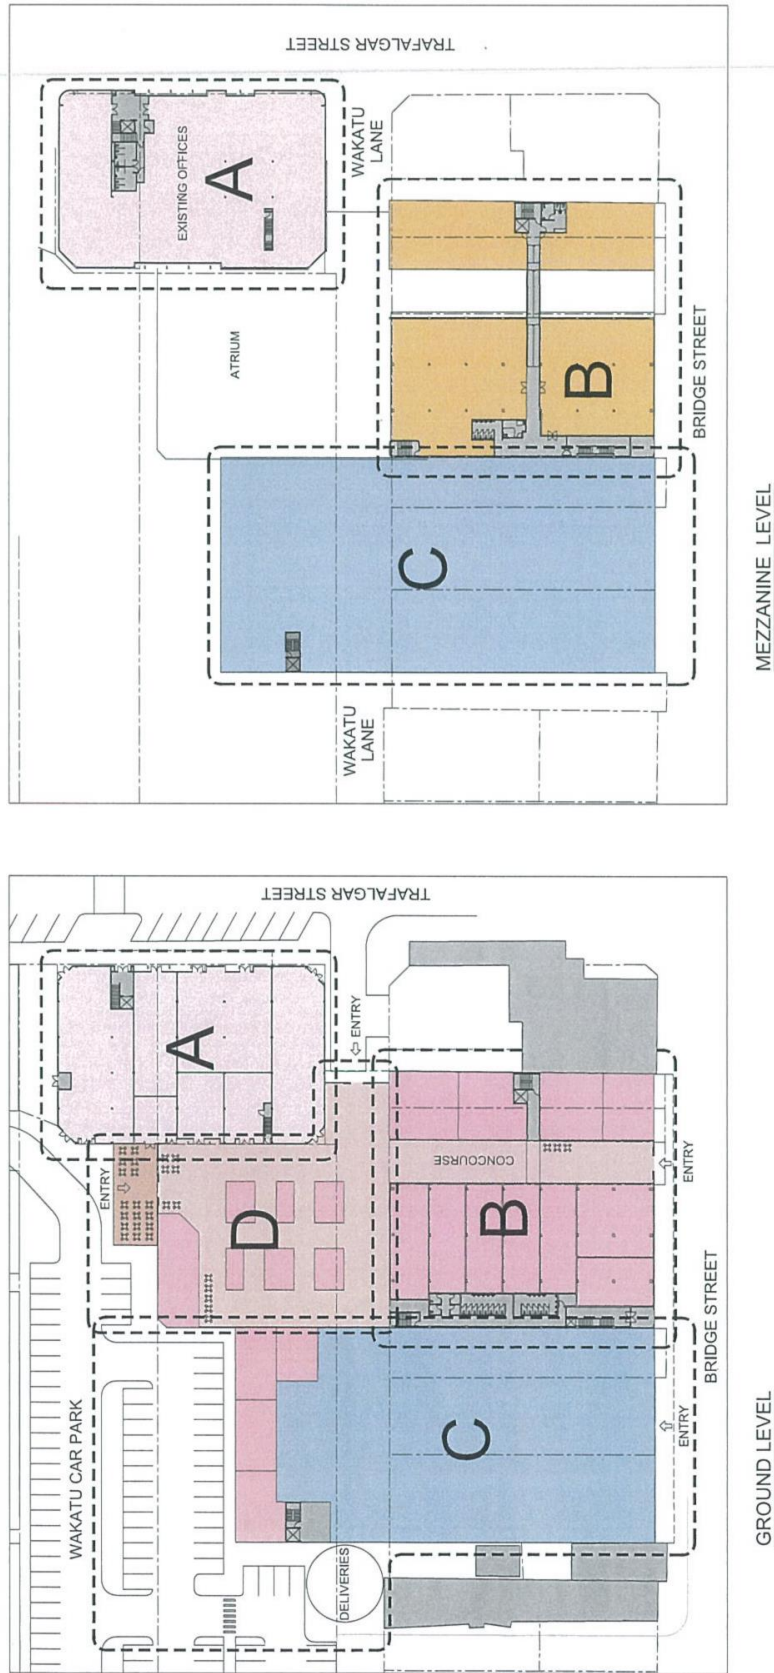 WAKATU CAR PARK
ENTRY
A
TRAFALGAR STREET
D
DELIVERIES
ENTRY
C
CONCOURSE
B
ENTRY
ENTRY
BRIDGE STREET
GROUND LEVEL
EXISTING OFFICES
A
TRAFALGAR STREET
ATRIUM
WAKATU
LANE
WAKATU
LANE
C
B
BRIDGE STREET
MEZZANINE LEVEL